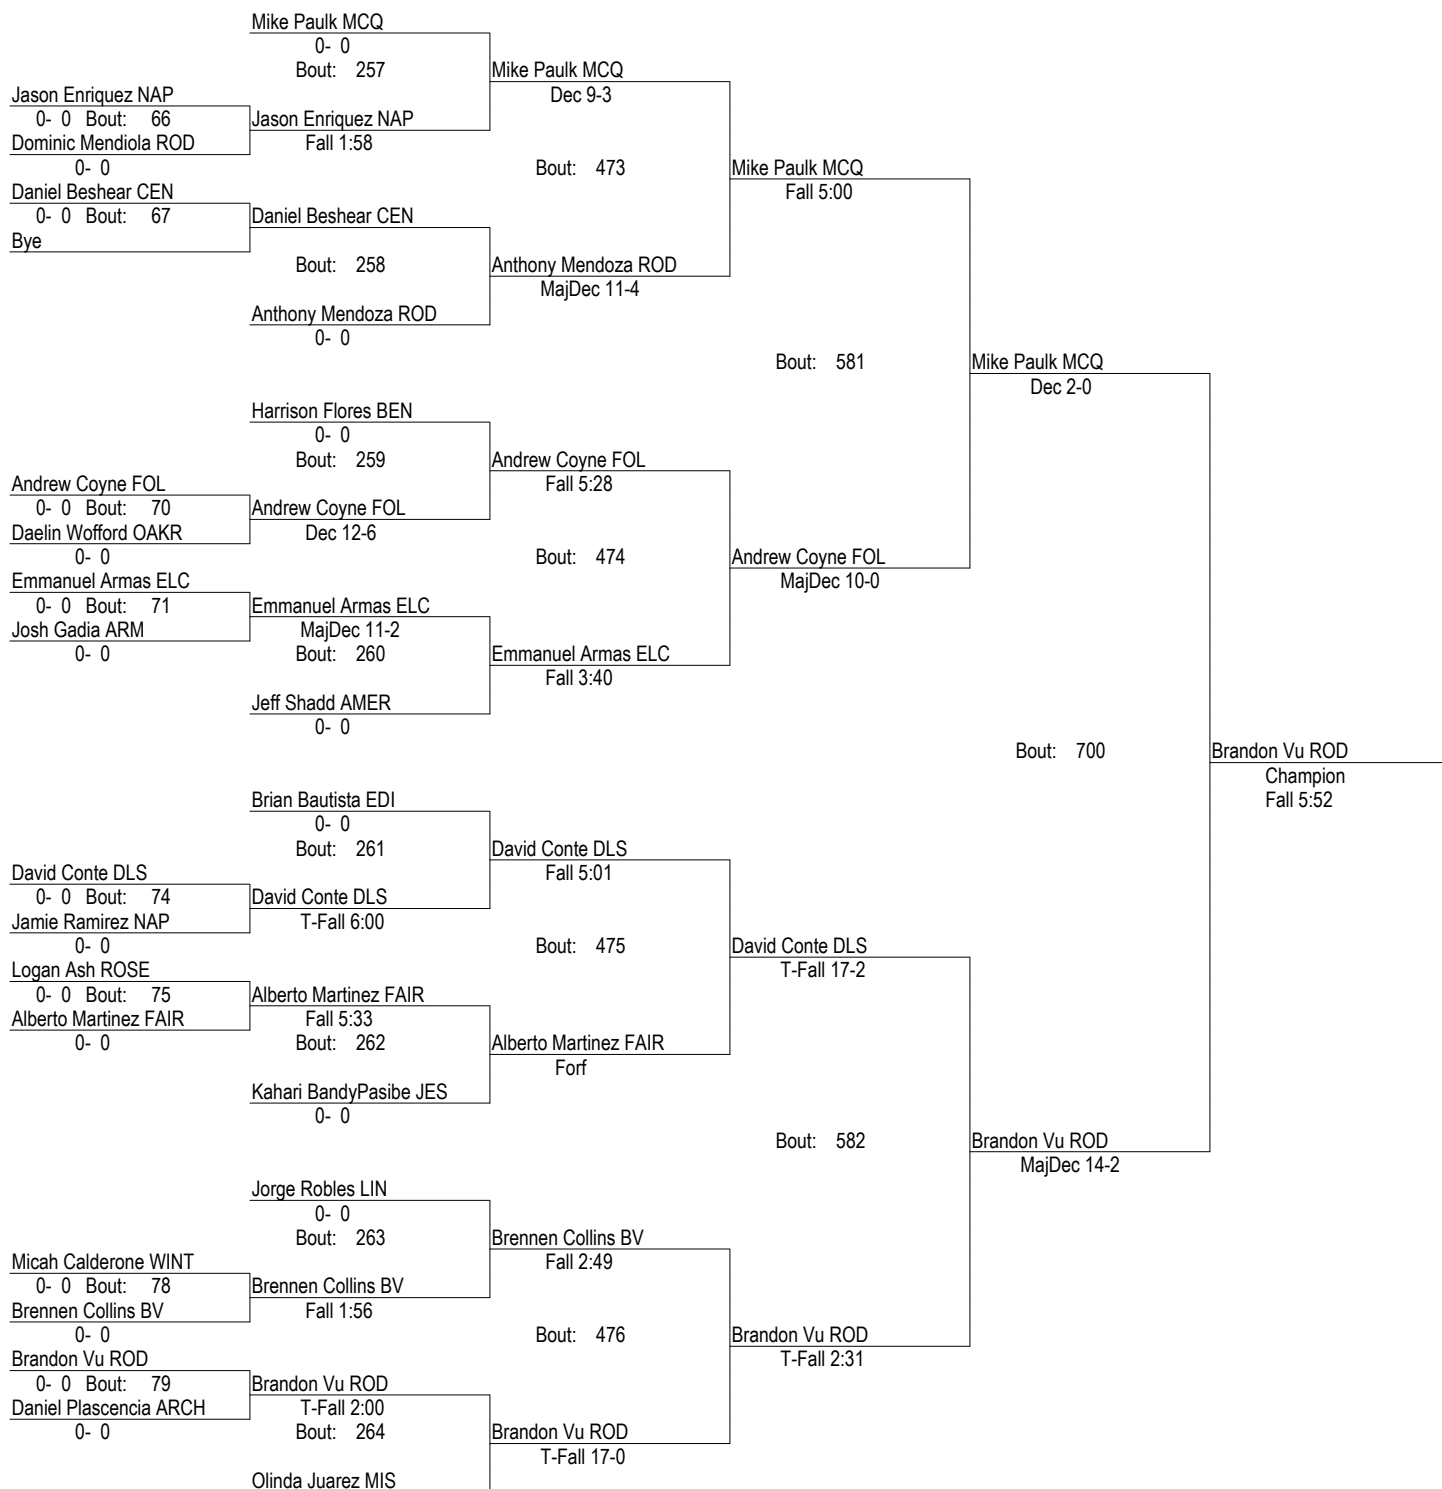 Mike Paulk MCQ
0- 0
Bout: 257
Mike Paulk MCQ
Dec 9-3
Jason Enriquez NAP
0- 0 Bout: 66
Jason Enriquez NAP
Fall 1:58
Dominic Mendiola ROD
0- 0
Bout: 473
Mike Paulk MCQ
Fall 5:00
Daniel Beshear CEN
0- 0 Bout: 67
Daniel Beshear CEN
Bye
Bout: 258
Anthony Mendoza ROD
MajDec 11-4
Anthony Mendoza ROD
0- 0
Bout: 581
Mike Paulk MCQ
Dec 2-0
Harrison Flores BEN
0- 0
Bout: 259
Andrew Coyne FOL
Fall 5:28
Andrew Coyne FOL
0- 0 Bout: 70
Andrew Coyne FOL
Dec 12-6
Daelin Wofford OAKR
0- 0
Bout: 474
Andrew Coyne FOL
MajDec 10-0
Emmanuel Armas ELC
0- 0 Bout: 71
Emmanuel Armas ELC
MajDec 11-2
Josh Gadia ARM
0- 0
Bout: 260
Emmanuel Armas ELC
Fall 3:40
Jeff Shadd AMER
0- 0
Bout: 700
Brandon Vu ROD
Champion
Fall 5:52
Brian Bautista EDI
0- 0
Bout: 261
David Conte DLS
Fall 5:01
David Conte DLS
0- 0 Bout: 74
David Conte DLS
T-Fall 6:00
Jamie Ramirez NAP
0- 0
Bout: 475
David Conte DLS
T-Fall 17-2
Logan Ash ROSE
0- 0 Bout: 75
Alberto Martinez FAIR
Fall 5:33
Alberto Martinez FAIR
0- 0
Bout: 262
Alberto Martinez FAIR
Forf
Kahari BandyPasibe JES
0- 0
Bout: 582
Brandon Vu ROD
MajDec 14-2
Jorge Robles LIN
0- 0
Bout: 263
Brennen Collins BV
Fall 2:49
Micah Calderone WINT
0- 0 Bout: 78
Brennen Collins BV
Fall 1:56
Brennen Collins BV
0- 0
Bout: 476
Brandon Vu ROD
T-Fall 2:31
Brandon Vu ROD
0- 0 Bout: 79
Brandon Vu ROD
T-Fall 2:00
Daniel Plascencia ARCH
0- 0
Bout: 264
Brandon Vu ROD
T-Fall 17-0
Olinda Juarez MIS